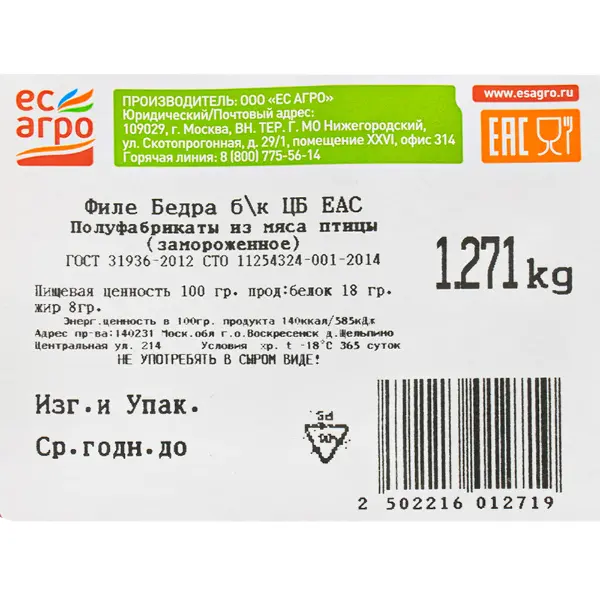 ес
агро
ПРОИЗВОДИТЕЛЬ: ООО «ЕС АГРО»
Юридический/Почтовый адрес:
109029, г. Москва, ВН. ТЕР. Г. МО Нижегородский,
ул. Скотопрогонная, д. 29/1, помещение XXVI, офис 314
Горячая линия: 8 (800) 775-56-14
www.esagro.ru
ЕАС
Филе Бедра б\к ЦБ ЕАС
Полуфабрикаты из мяса птицы
(замороженное)
ГОСТ 31936-2012 СТО 11254324-001-2014
1.271 kg
Пищевая ценность 100 гр. прод:белок 18 гр.
жир 8гр.
Энерг.ценность в 100гр. продукта 140ккал/585кДж
Адрес пр-ва:140231 Моск.обл г.о.Воскресенск д.Щельпино
Центральная ул. 214 Условия хр. t -18°C 365 суток
НЕ УПОТРЕБЯТЬ В СЫРОМ ВИДЕ!
Изг.и Упак.
Ср.годн.до
2 502216 012719